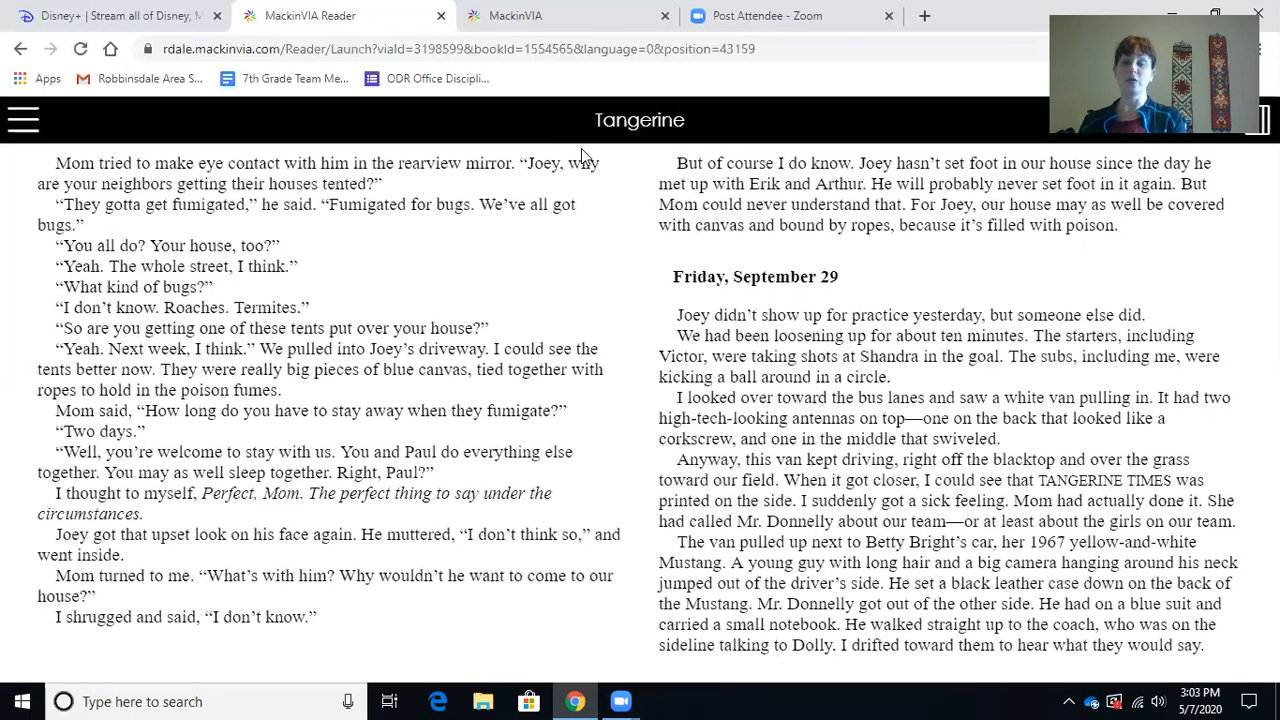 Disney+ | Stream all of Disney, M
MackinVIA Reader
MackinVIA
Post Attendee - Zoom
rdale.mackinvia.com/Reader/Launch?viaId=3198599&bookId=1554565&language=0&position=43159
Apps
Robbinsdale Area S...
7th Grade Team Me...
ODR Office Discipli...
Tangerine
Mom tried to make eye contact with him in the rearview mirror. “Joey, why
are your neighbors getting their houses tented?”
“They gotta get fumigated,” he said. “Fumigated for bugs. We’ve all got
bugs.”
“You all do? Your house, too?”
“Yeah. The whole street, I think.”
“What kind of bugs?”
“I don’t know. Roaches. Termites.”
“So are you getting one of these tents put over your house?”
“Yeah. Next week, I think.” We pulled into Joey’s driveway. I could see the
tents better now. They were really big pieces of blue canvas, tied together with
ropes to hold in the poison fumes.
Mom said, “How long do you have to stay away when they fumigate?”
“Two days.”
“Well, you’re welcome to stay with us. You and Paul do everything else
together. You may as well sleep together. Right, Paul?”
I thought to myself, Perfect, Mom. The perfect thing to say under the
circumstances.
Joey got that upset look on his face again. He muttered, “I don’t think so,” and
went inside.
Mom turned to me. “What’s with him? Why wouldn’t he want to come to our
house?”
I shrugged and said, “I don’t know.”
But of course I do know. Joey hasn’t set foot in our house since the day he
met up with Erik and Arthur. He will probably never set foot in it again. But
Mom could never understand that. For Joey, our house may as well be covered
with canvas and bound by ropes, because it’s filled with poison.
Friday, September 29
Joey didn’t show up for practice yesterday, but someone else did.
We had been loosening up for about ten minutes. The starters, including
Victor, were taking shots at Shandra in the goal. The subs, including me, were
kicking a ball around in a circle.
I looked over toward the bus lanes and saw a white van pulling in. It had two
high-tech-looking antennas on top—one on the back that looked like a
corkscrew, and one in the middle that swiveled.
Anyway, this van kept driving, right off the blacktop and over the grass
toward our field. When it got closer, I could see that TANGERINE TIMES was
printed on the side. I suddenly got a sick feeling. Mom had actually done it. She
had called Mr. Donnelly about our team—or at least about the girls on our team.
The van pulled up next to Betty Bright’s car, her 1967 yellow-and-white
Mustang. A young guy with long hair and a big camera hanging around his neck
jumped out of the driver’s side. He set a black leather case down on the back of
the Mustang. Mr. Donnelly got out of the other side. He had on a blue suit and
carried a small notebook. He walked straight up to the coach, who was on the
sideline talking to Dolly. I drifted toward them to hear what they would say.
Type here to search
3:03 PM
5/7/2020